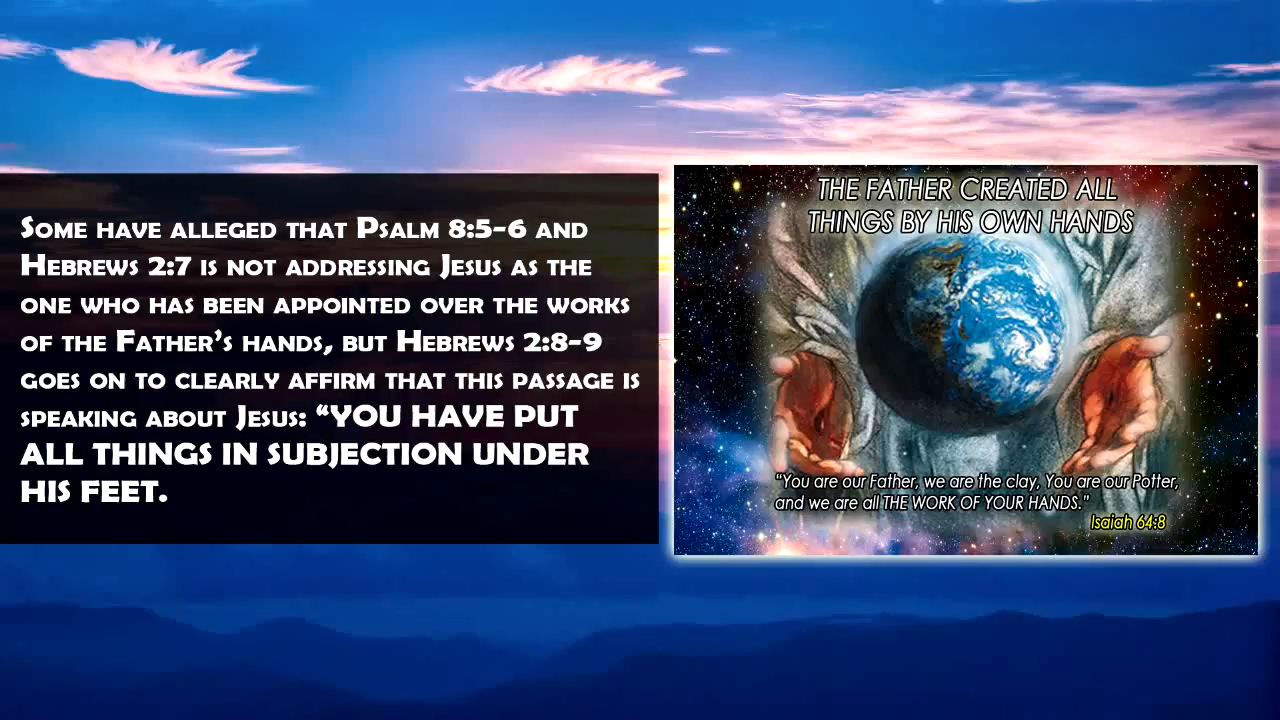 Some have alleged that Psalm 8:5-6 and
Hebrews 2:7 is not addressing Jesus as the
one who has been appointed over the works
of the Father’s hands, but Hebrews 2:8-9
goes on to clearly affirm that this passage is
speaking about Jesus: “YOU HAVE PUT
ALL THINGS IN SUBJECTION UNDER
HIS FEET.
THE FATHER CREATED ALL
THINGS BY HIS OWN HANDS
“You are our Father, we are the clay, You are our Potter,
and we are all THE WORK OF YOUR HANDS.”
Isaiah 64:8